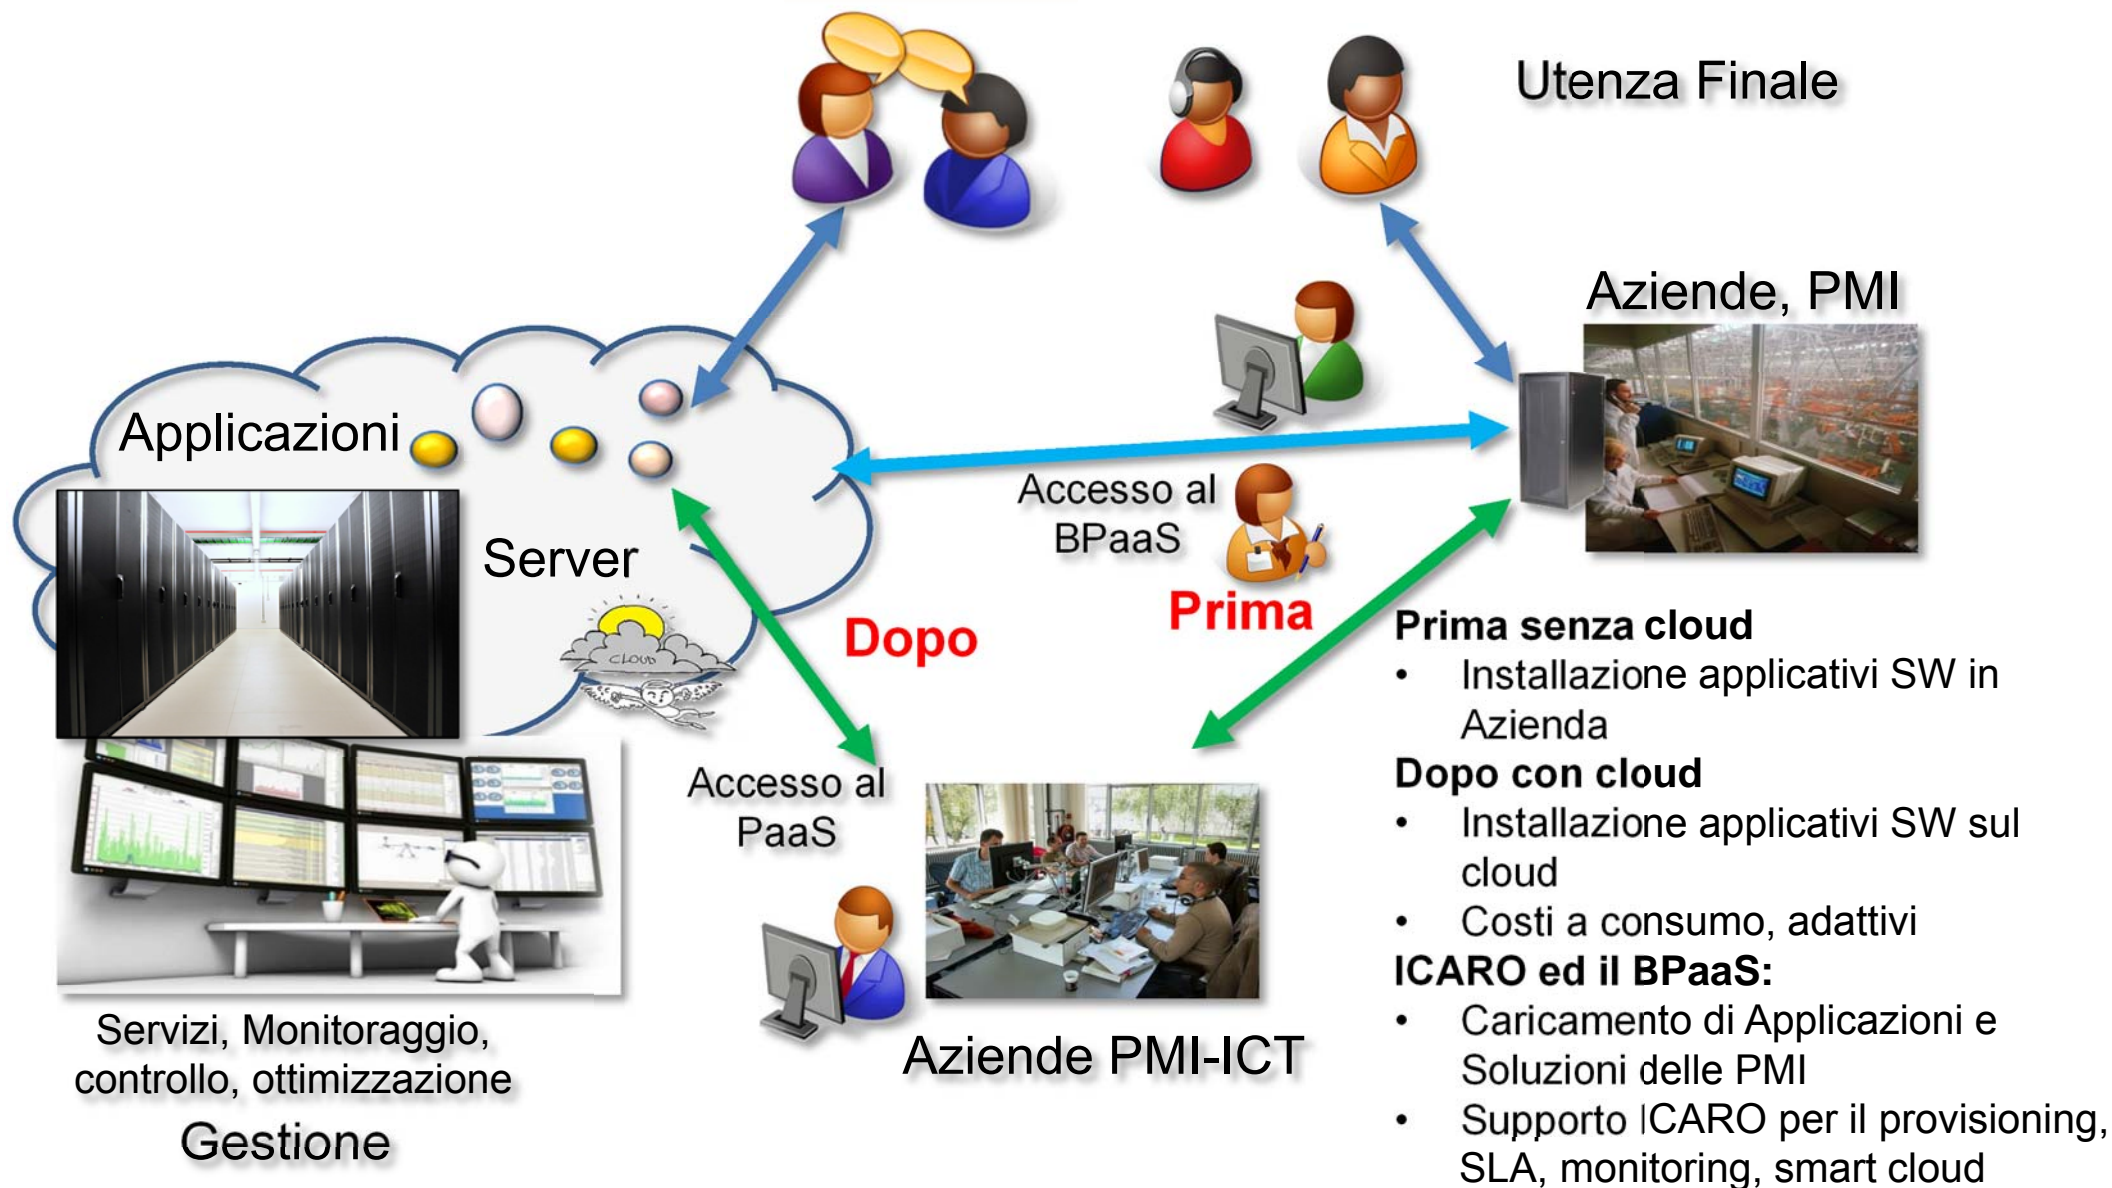 Utenza Finale
Aziende, PMI
Applicazioni
Server
CLOUD
Accesso al
BPaaS
Prima
Dopo
Accesso al
PaaS
Aziende PMI-ICT
Servizi, Monitoraggio,
controllo, ottimizzazione
Gestione
Prima senza cloud
• Installazione applicativi SW in
Azienda
Dopo con cloud
• Installazione applicativi SW sul
cloud
• Costi a consumo, adattivi
ICARO ed il BPaaS:
• Caricamento di Applicazioni e
Soluzioni delle PMI
• Supporto ICARO per il provisioning,
SLA, monitoring, smart cloud